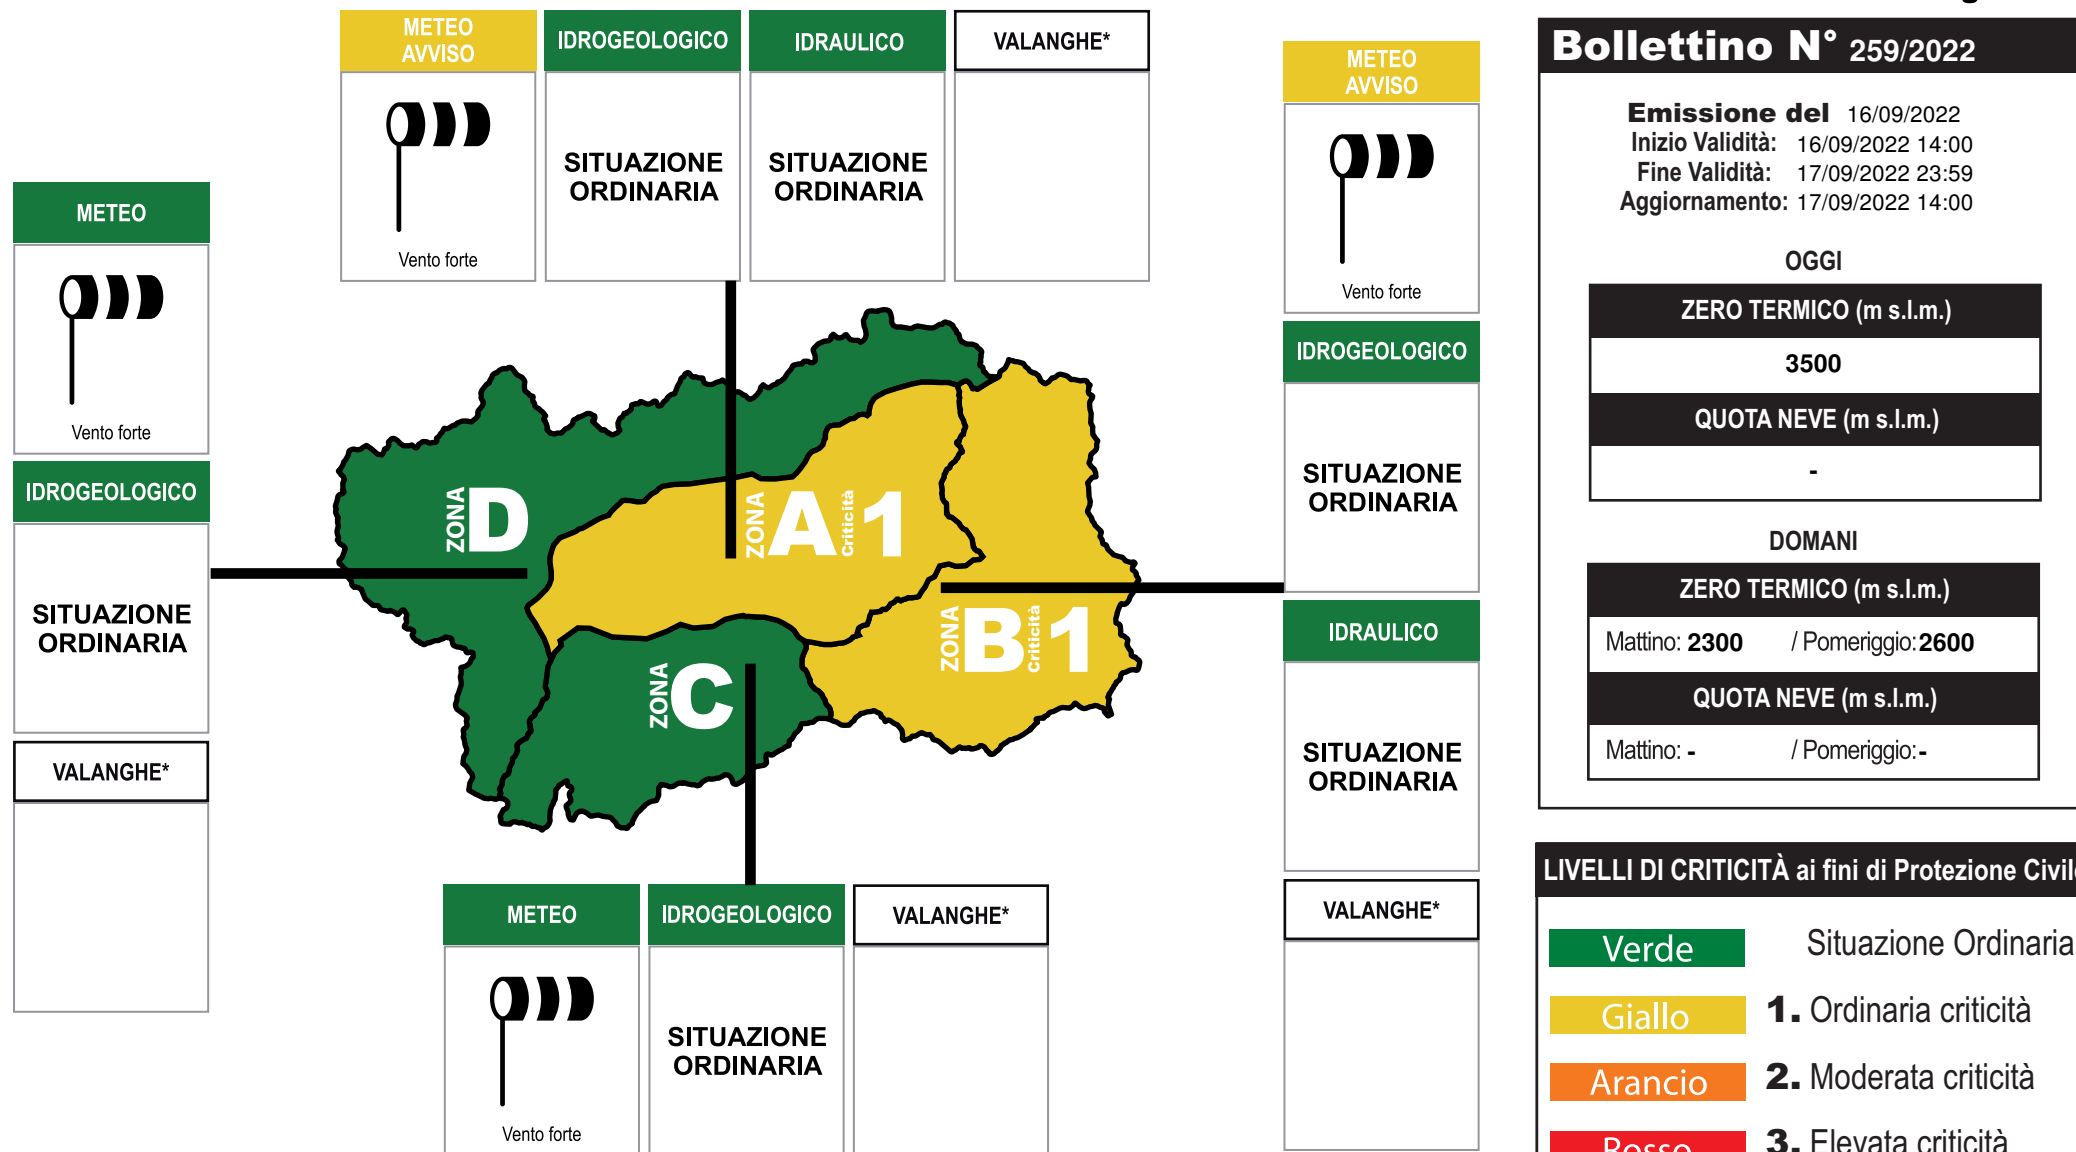 METEO
AVVISO
IDROGEOLOGICO
IDRAULICO
VALANGHE*
Vento forte
SITUAZIONE
ORDINARIA
SITUAZIONE
ORDINARIA
METEO
Vento forte
IDROGEOLOGICO
SITUAZIONE
ORDINARIA
VALANGHE*
ZONA D
ZONA A Criticità 1
ZONA B Criticità 1
ZONA C
METEO
AVVISO
Vento forte
IDROGEOLOGICO
SITUAZIONE
ORDINARIA
IDRAULICO
SITUAZIONE
ORDINARIA
VALANGHE*
METEO
IDROGEOLOGICO
VALANGHE*
Vento forte
SITUAZIONE
ORDINARIA
Bollettino N° 259/2022
Emissione del 16/09/2022
Inizio Validità: 16/09/2022 14:00
Fine Validità: 17/09/2022 23:59
Aggiornamento: 17/09/2022 14:00
OGGI
ZERO TERMICO (m s.l.m.)
3500
QUOTA NEVE (m s.l.m.)
-
DOMANI
ZERO TERMICO (m s.l.m.)
Mattino: 2300 / Pomeriggio: 2600
QUOTA NEVE (m s.l.m.)
Mattino: - / Pomeriggio: -
LIVELLI DI CRITICITÀ ai fini di Protezione Civile
Verde Situazione Ordinaria
Giallo 1. Ordinaria criticità
Arancio 2. Moderata criticità
Rosso 3. Elevata criticità